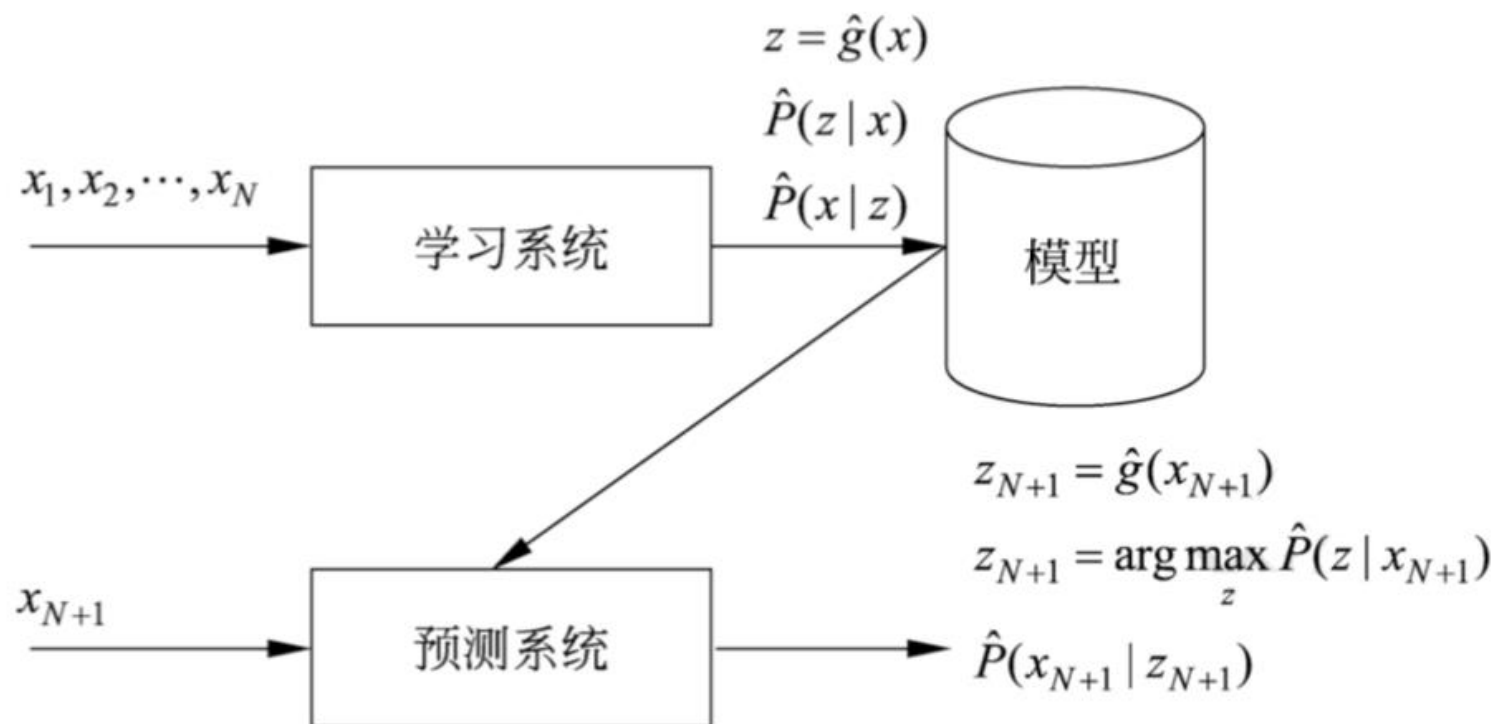 z = ĝ(x)
P̂(z | x)
x₁, x₂, ⋯, x_N
P̂(x | z)
学习系统
模型
z_{N+1} = ĝ(x_{N+1})
z_{N+1} = arg max_z P̂(z | x_{N+1})
x_{N+1}
预测系统
P̂(x_{N+1} | z_{N+1})